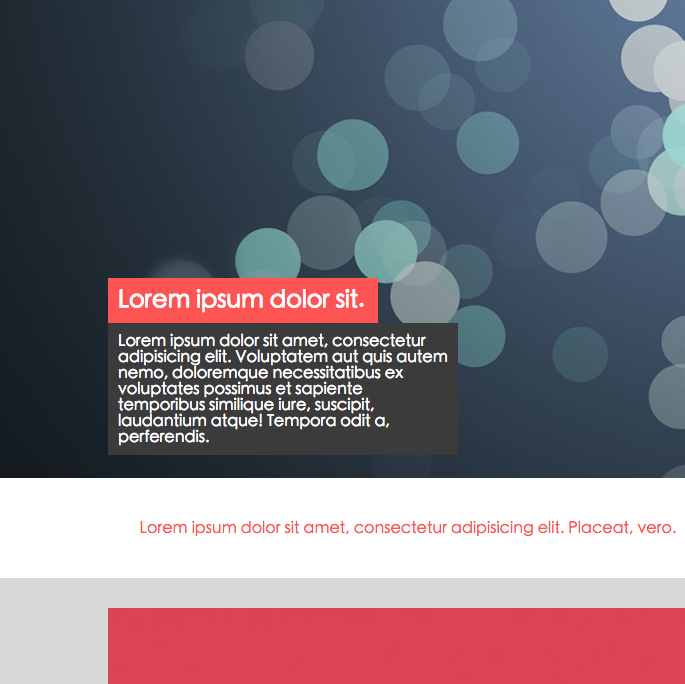 Lorem ipsum dolor sit.
Lorem ipsum dolor sit amet, consectetur
adipisicing elit. Voluptatem aut quis autem
nemo, doloremque necessitatibus ex
voluptates possimus et sapiente
temporibus similique iure, suscipit,
laudantium atque! Tempora odit a,
perferendis.
Lorem ipsum dolor sit amet, consectetur adipisicing elit. Placeat, vero.